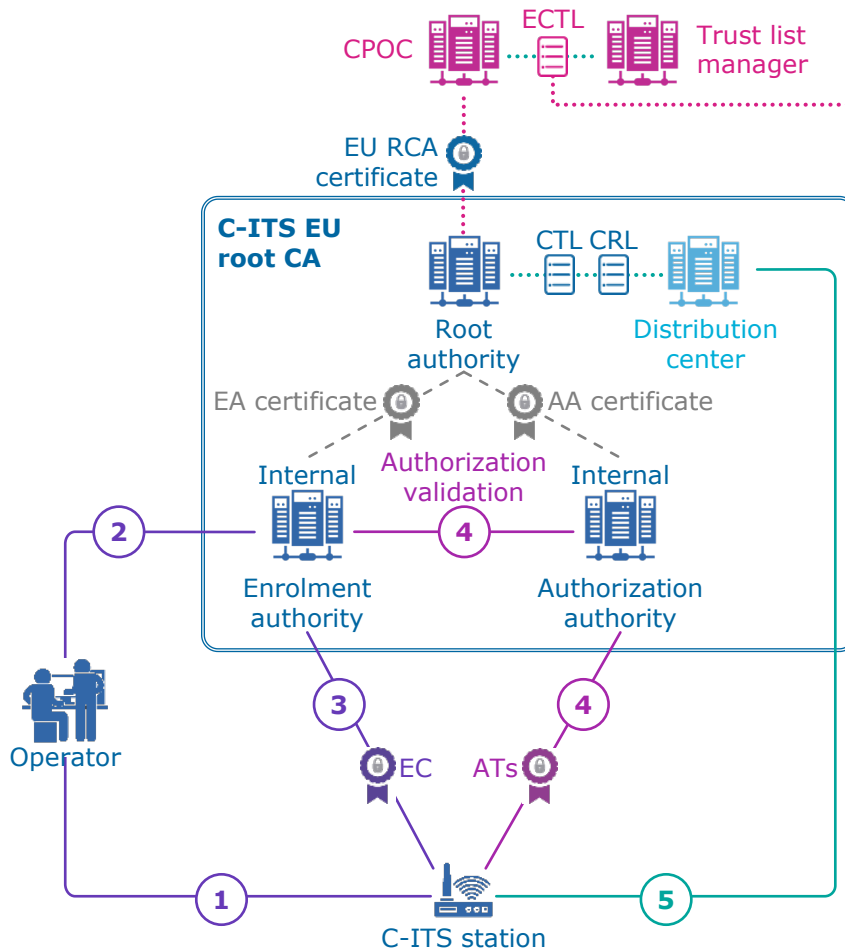 ECTL
CPOC
Trust list
manager
EU RCA
certificate
C-ITS EU
root CA
CTL CRL
Root
authority
Distribution
center
EA certificate
AA certificate
Internal
Authorization
validation
Internal
2
4
Enrolment
authority
Authorization
authority
3
4
Operator
EC
ATs
1
5
C-ITS station